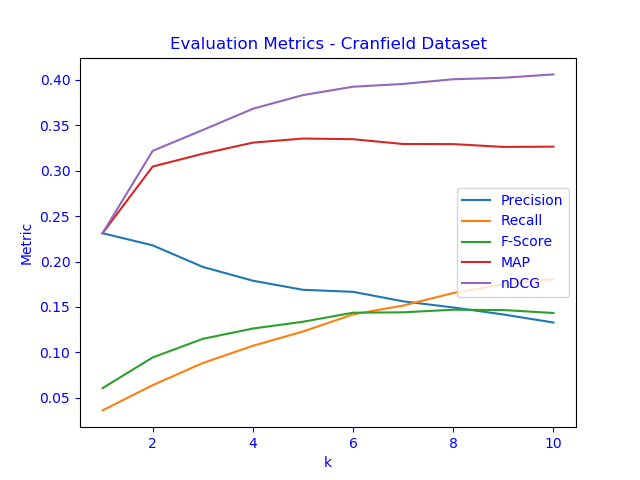 Evaluation Metrics - Cranfield Dataset
0.40
0.35
0.30
0.25
0.20
0.15
0.10
0.05
Metric
Precision
Recall
F-Score
MAP
nDCG
2 4 6 8 10
k